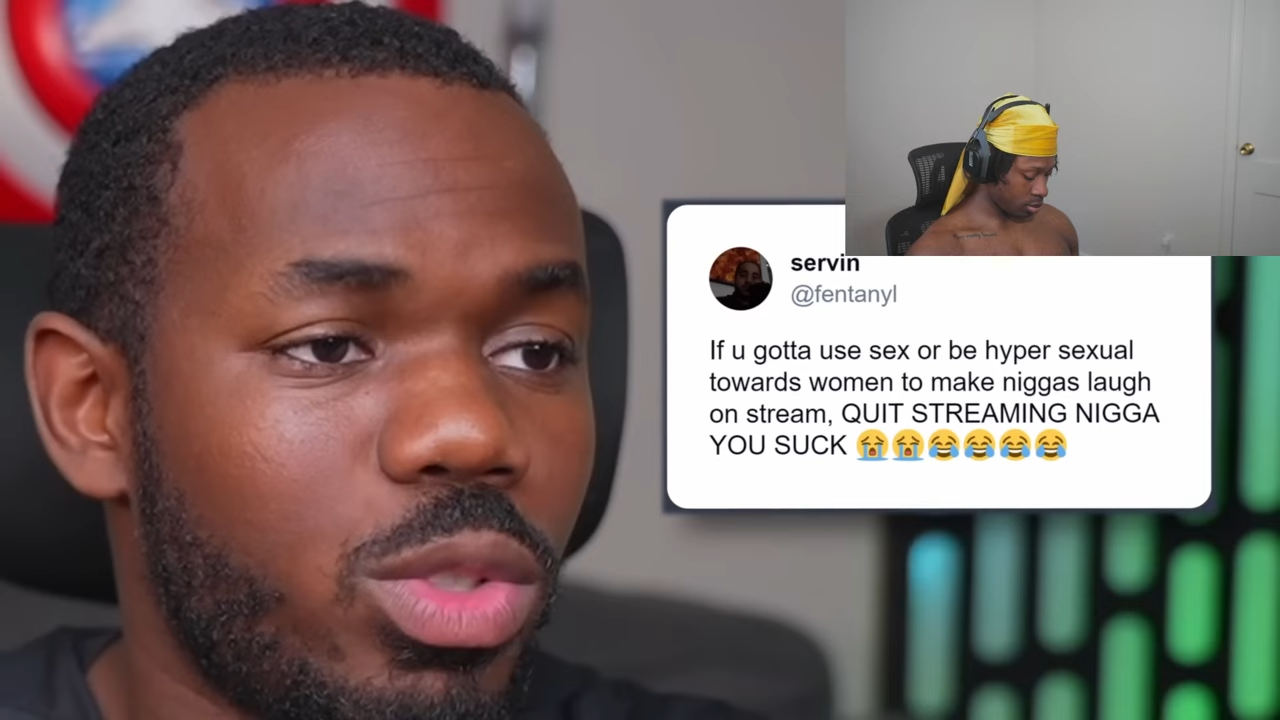 servin
@fentanyl
If u gotta use sex or be hyper sexual
towards women to make niggas laugh
on stream, QUIT STREAMING NIGGA
YOU SUCK 😭😭😂😂😂😂